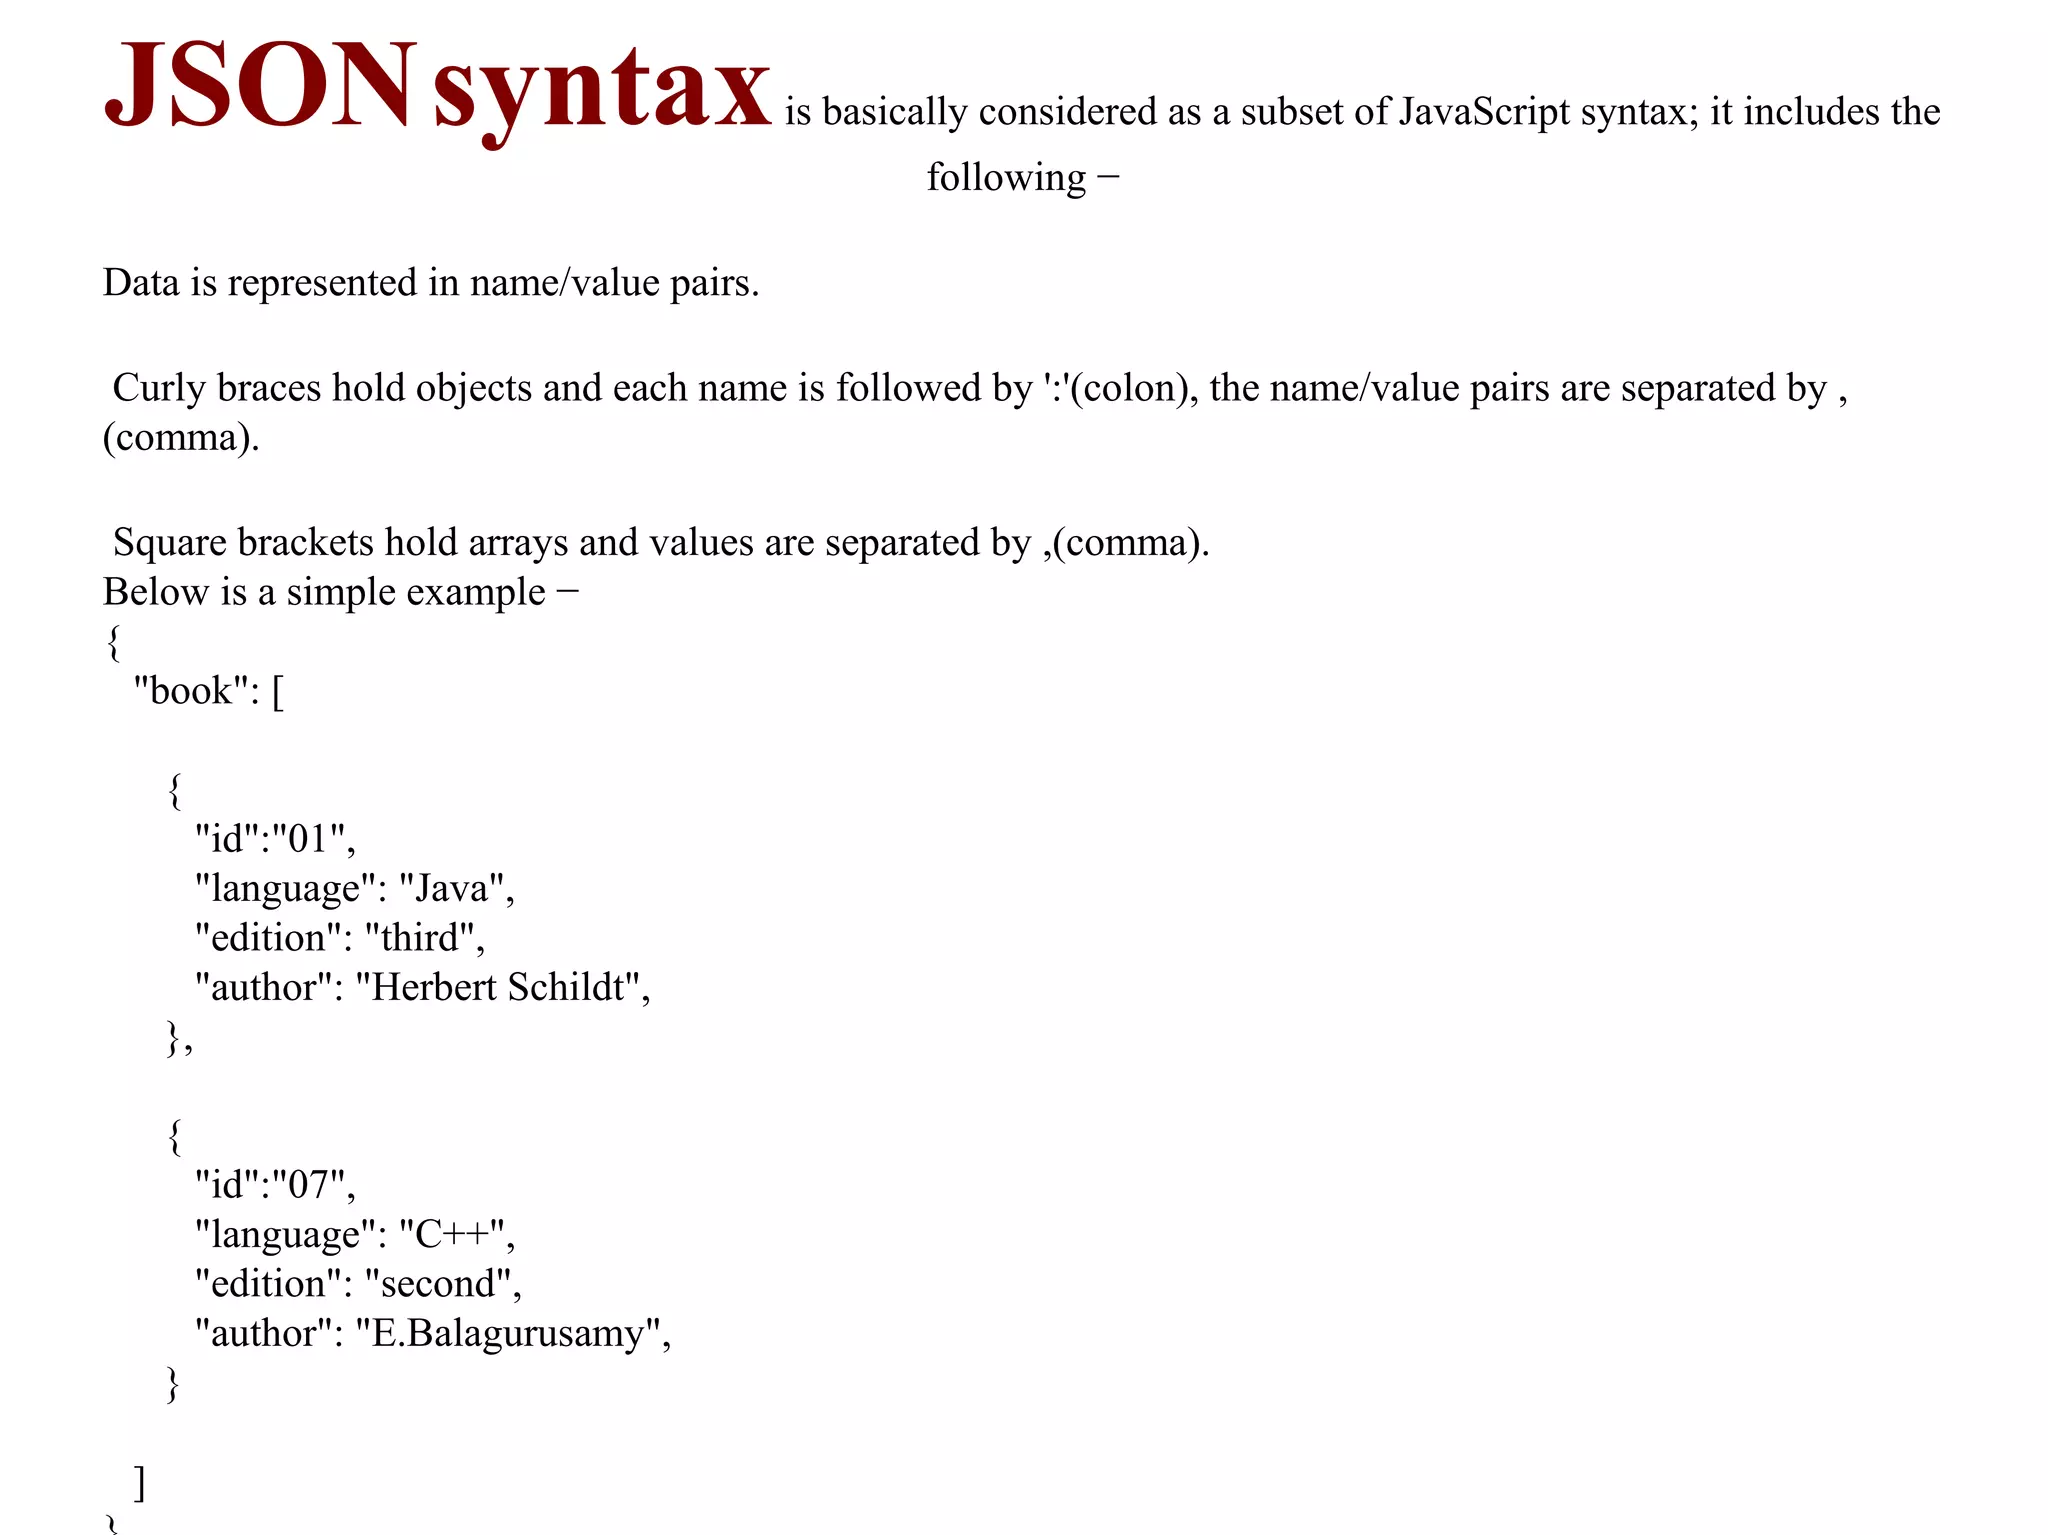 JSON syntax is basically considered as a subset of JavaScript syntax; it includes the
following −
Data is represented in name/value pairs.
Curly braces hold objects and each name is followed by ':'(colon), the name/value pairs are separated by ,
(comma).
Square brackets hold arrays and values are separated by ,(comma).
Below is a simple example −
{
"book": [
{
"id":"01",
"language": "Java",
"edition": "third",
"author": "Herbert Schildt",
},
{
"id":"07",
"language": "C++",
"edition": "second",
"author": "E.Balagurusamy",
}
]
}